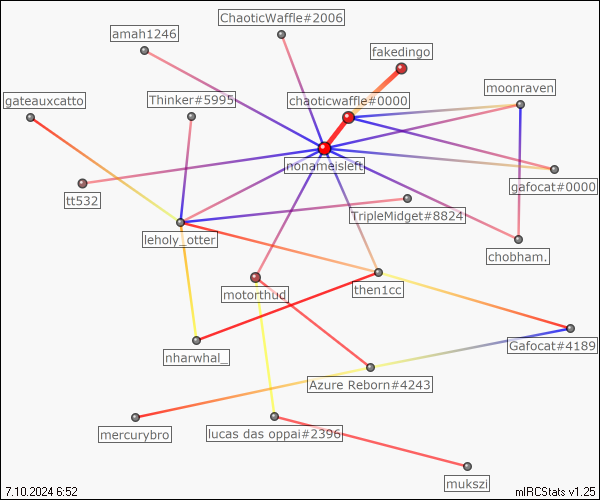 ChaoticWaffle#2006
amah1246
fakedingo
moonraven
gateauxcatto
Thinker#5995
chaoticwaffle#0000
nonameisleft
gafocat#0000
tt532
TripleMidget#8824
leholy_otter
chobham.
then1cc
motorthud
Gafocat#4189
nharwhal_
Azure Reborn#4243
mercurybro
lucas das oppai#2396
mukszi
7.10.2024 6:52
mIRCStats v1.25